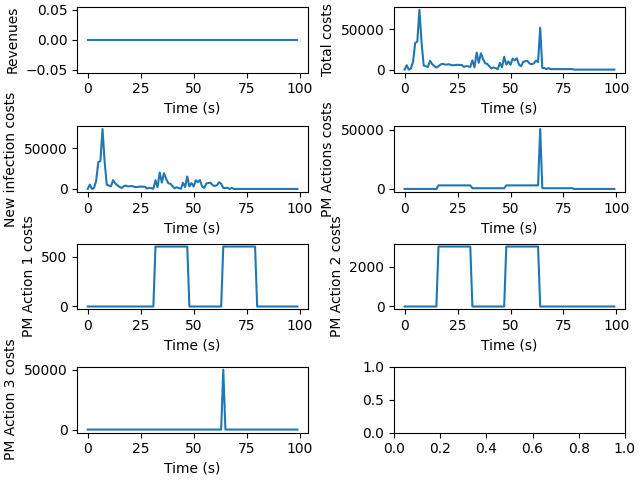 Revenues
0.05
0.00
−0.05
0 25 50 75 100
Time (s)
Total costs
50000
0
0 25 50 75 100
Time (s)
New infection costs
50000
0
0 25 50 75 100
Time (s)
PM Actions costs
50000
0
0 25 50 75 100
Time (s)
PM Action 1 costs
500
0
0 25 50 75 100
Time (s)
PM Action 2 costs
2000
0
0 25 50 75 100
Time (s)
PM Action 3 costs
50000
0
0 25 50 75 100
Time (s)
1.0
0.5
0.0
0.0 0.2 0.4 0.6 0.8 1.0